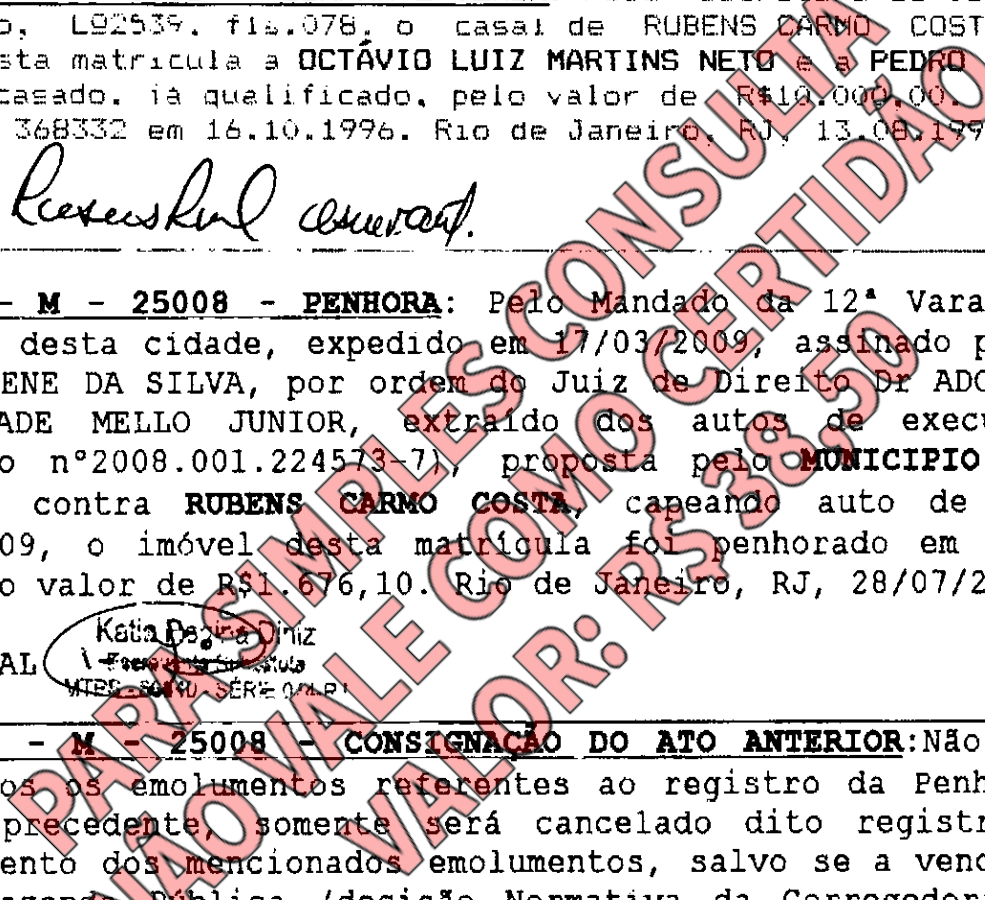 o, L92539. fls.078, o casal de RUBENS CARMO COST
sta matricula a OCTÁVIO LUIZ MARTINS NETO e a PEDRO
casado. já qualificado, pelo valor de R$10.000,00.
368332 em 16.10.1996. Rio de Janeiro, RJ, 13.08.199
- M - 25008 - PENHORA: Pelo Mandado da 12ª Vara
desta cidade, expedido em 17/03/2009, assinado p
ENE DA SILVA, por ordem do Juiz de Direito Dr ADO
ADE MELLO JUNIOR, extraído dos autos de execu
o nº2008.001.224573-7), proposta pelo MUNICIPIO
contra RUBENS CARMO COSTA, capeando auto de
09, o imóvel desta matrícula foi penhorado em
o valor de R$1.676,10. Rio de Janeiro, RJ, 28/07/2
Katia Regina Diniz
AL
- M - 25008 - CONSIGNAÇÃO DO ATO ANTERIOR:Não
os os emolumentos referentes ao registro da Penh
precedente, somente será cancelado dito registr
ento dos mencionados emolumentos, salvo se a venc
azenda Pública (decisão Normativa da Corregedor
PARA SIMPLES CONSULTA
NÃO VALE COMO CERTIDÃO
VALOR: R$ 38,50